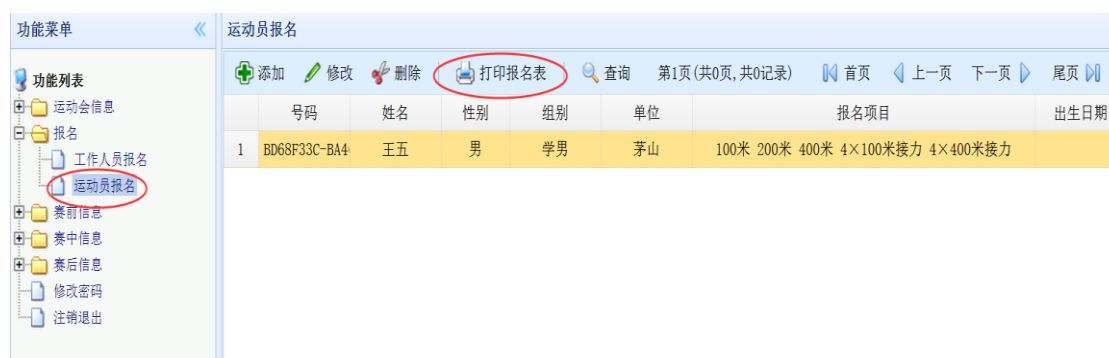 功能菜单
运动员报名
功能列表
运动会信息
报名
工作人员报名
运动员报名
赛前信息
赛中信息
赛后信息
修改密码
注销退出
添加 修改 删除 打印报名表 查询 第1页(共0页,共0记录) 首页 上一页 下一页 尾页
号码 姓名 性别 组别 单位 报名项目 出生日期
1 BD68F33C-BA4 王五 男 学男 茅山 100米 200米 400米 4×100米接力 4×400米接力